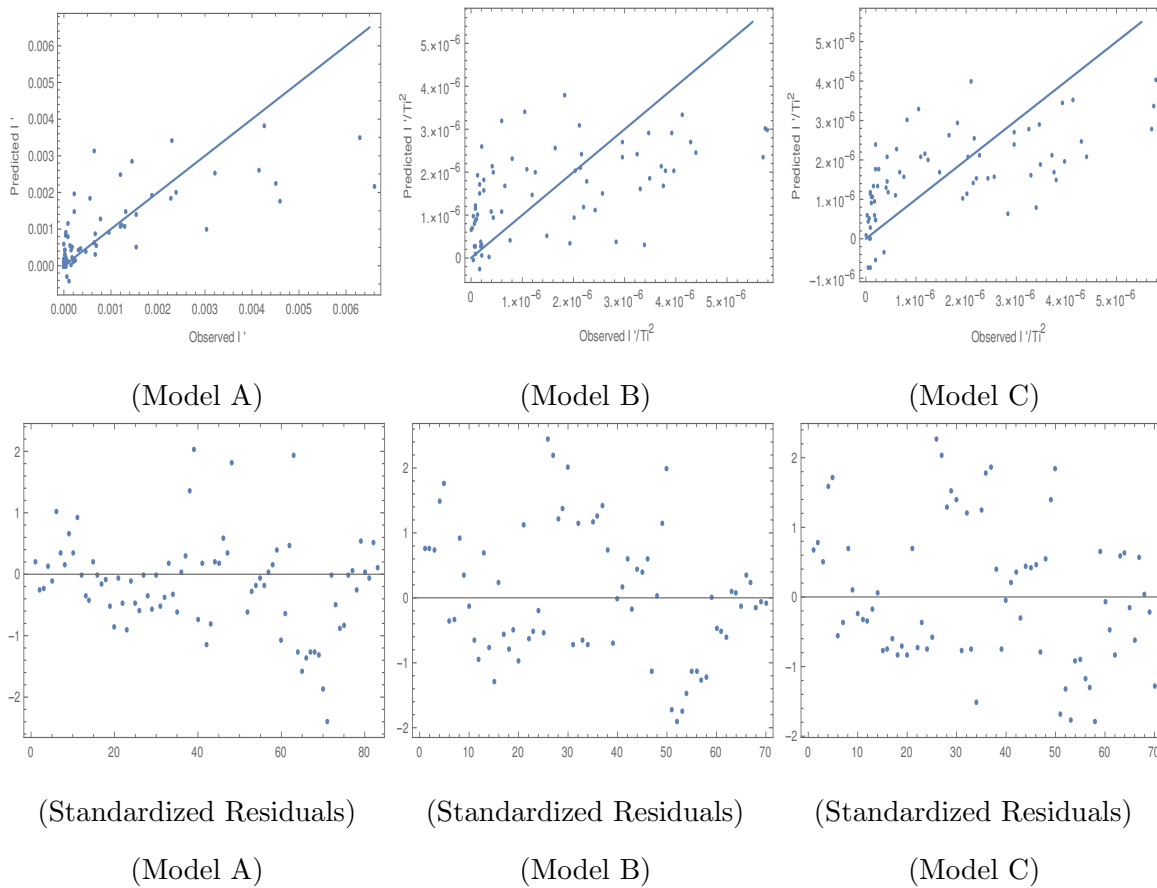 0.006
0.005
0.004
0.003
0.002
0.001
0.000
Predicted I '
0.000 0.001 0.002 0.003 0.004 0.005 0.006
Observed I '
5.×10-6
4.×10-6
3.×10-6
2.×10-6
1.×10-6
0
Predicted I '/Ti2
0 1.×10-6 2.×10-6 3.×10-6 4.×10-6 5.×10-6
Observed I '/Ti2
5.×10-6
4.×10-6
3.×10-6
2.×10-6
1.×10-6
0
−1.×10-6
Predicted I '/Ti2
0 1.×10-6 2.×10-6 3.×10-6 4.×10-6 5.×10-6
Observed I '/Ti2
(Model A) (Model B) (Model C)
2
1
0
−1
−2
0 20 40 60 80
2
1
0
−1
−2
0 10 20 30 40 50 60 70
2
1
0
−1
−2
0 10 20 30 40 50 60 70
(Standardized Residuals) (Standardized Residuals) (Standardized Residuals)
(Model A) (Model B) (Model C)